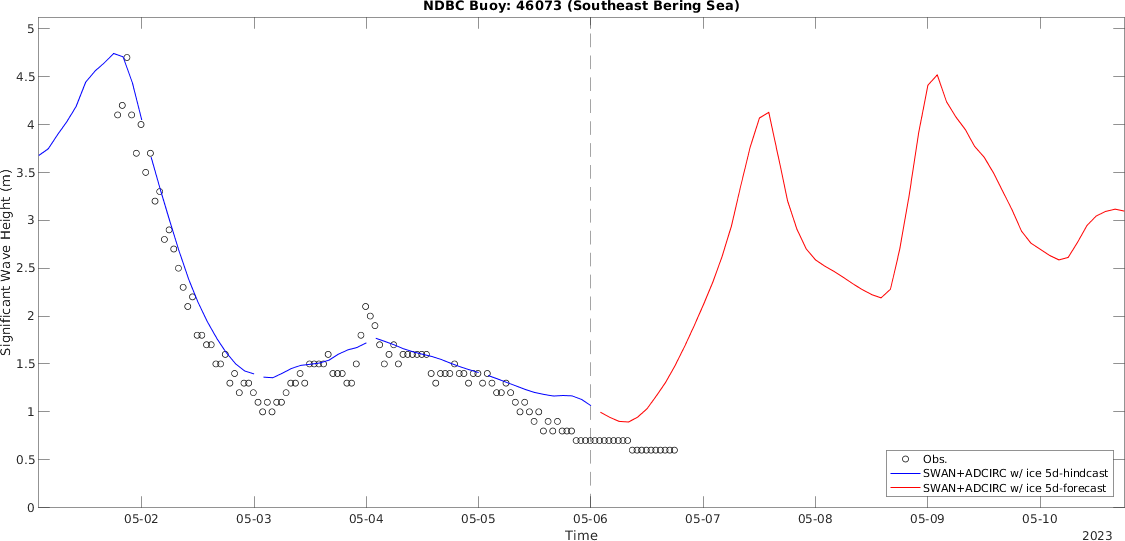 NDBC Buoy: 46073 (Southeast Bering Sea)
5
4.5
4
3.5
3
2.5
2
1.5
1
0.5
0
Significant Wave Height (m)
Obs.
SWAN+ADCIRC w/ ice 5d-hindcast
SWAN+ADCIRC w/ ice 5d-forecast
05-02 05-03 05-04 05-05 05-06 05-07 05-08 05-09 05-10
Time
2023